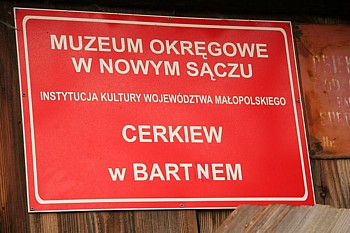 MUZEUM OKRĘGOWE
W NOWYM SĄCZU
INSTYTUCJA KULTURY WOJEWÓDZTWA MAŁOPOLSKIEGO
CERKIEW
w BARTNEM